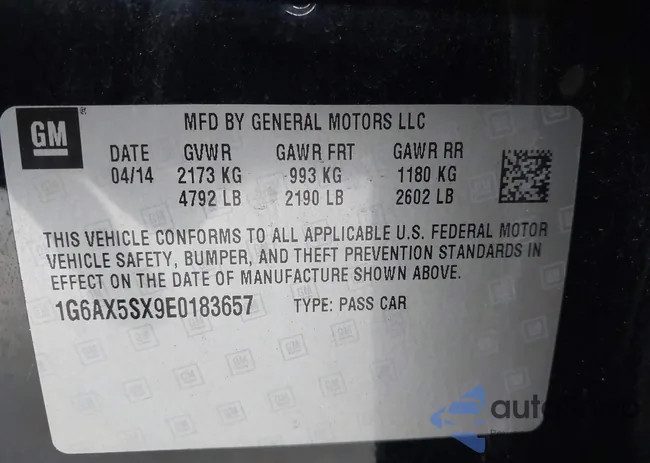 GM
MFD BY GENERAL MOTORS LLC
DATE GVWR GAWR FRT GAWR RR
04/14 2173 KG 993 KG 1180 KG
4792 LB 2190 LB 2602 LB
THIS VEHICLE CONFORMS TO ALL APPLICABLE U.S. FEDERAL MOTOR
VEHICLE SAFETY, BUMPER, AND THEFT PREVENTION STANDARDS IN
EFFECT ON THE DATE OF MANUFACTURE SHOWN ABOVE.
1G6AX5SX9E0183657 TYPE: PASS CAR